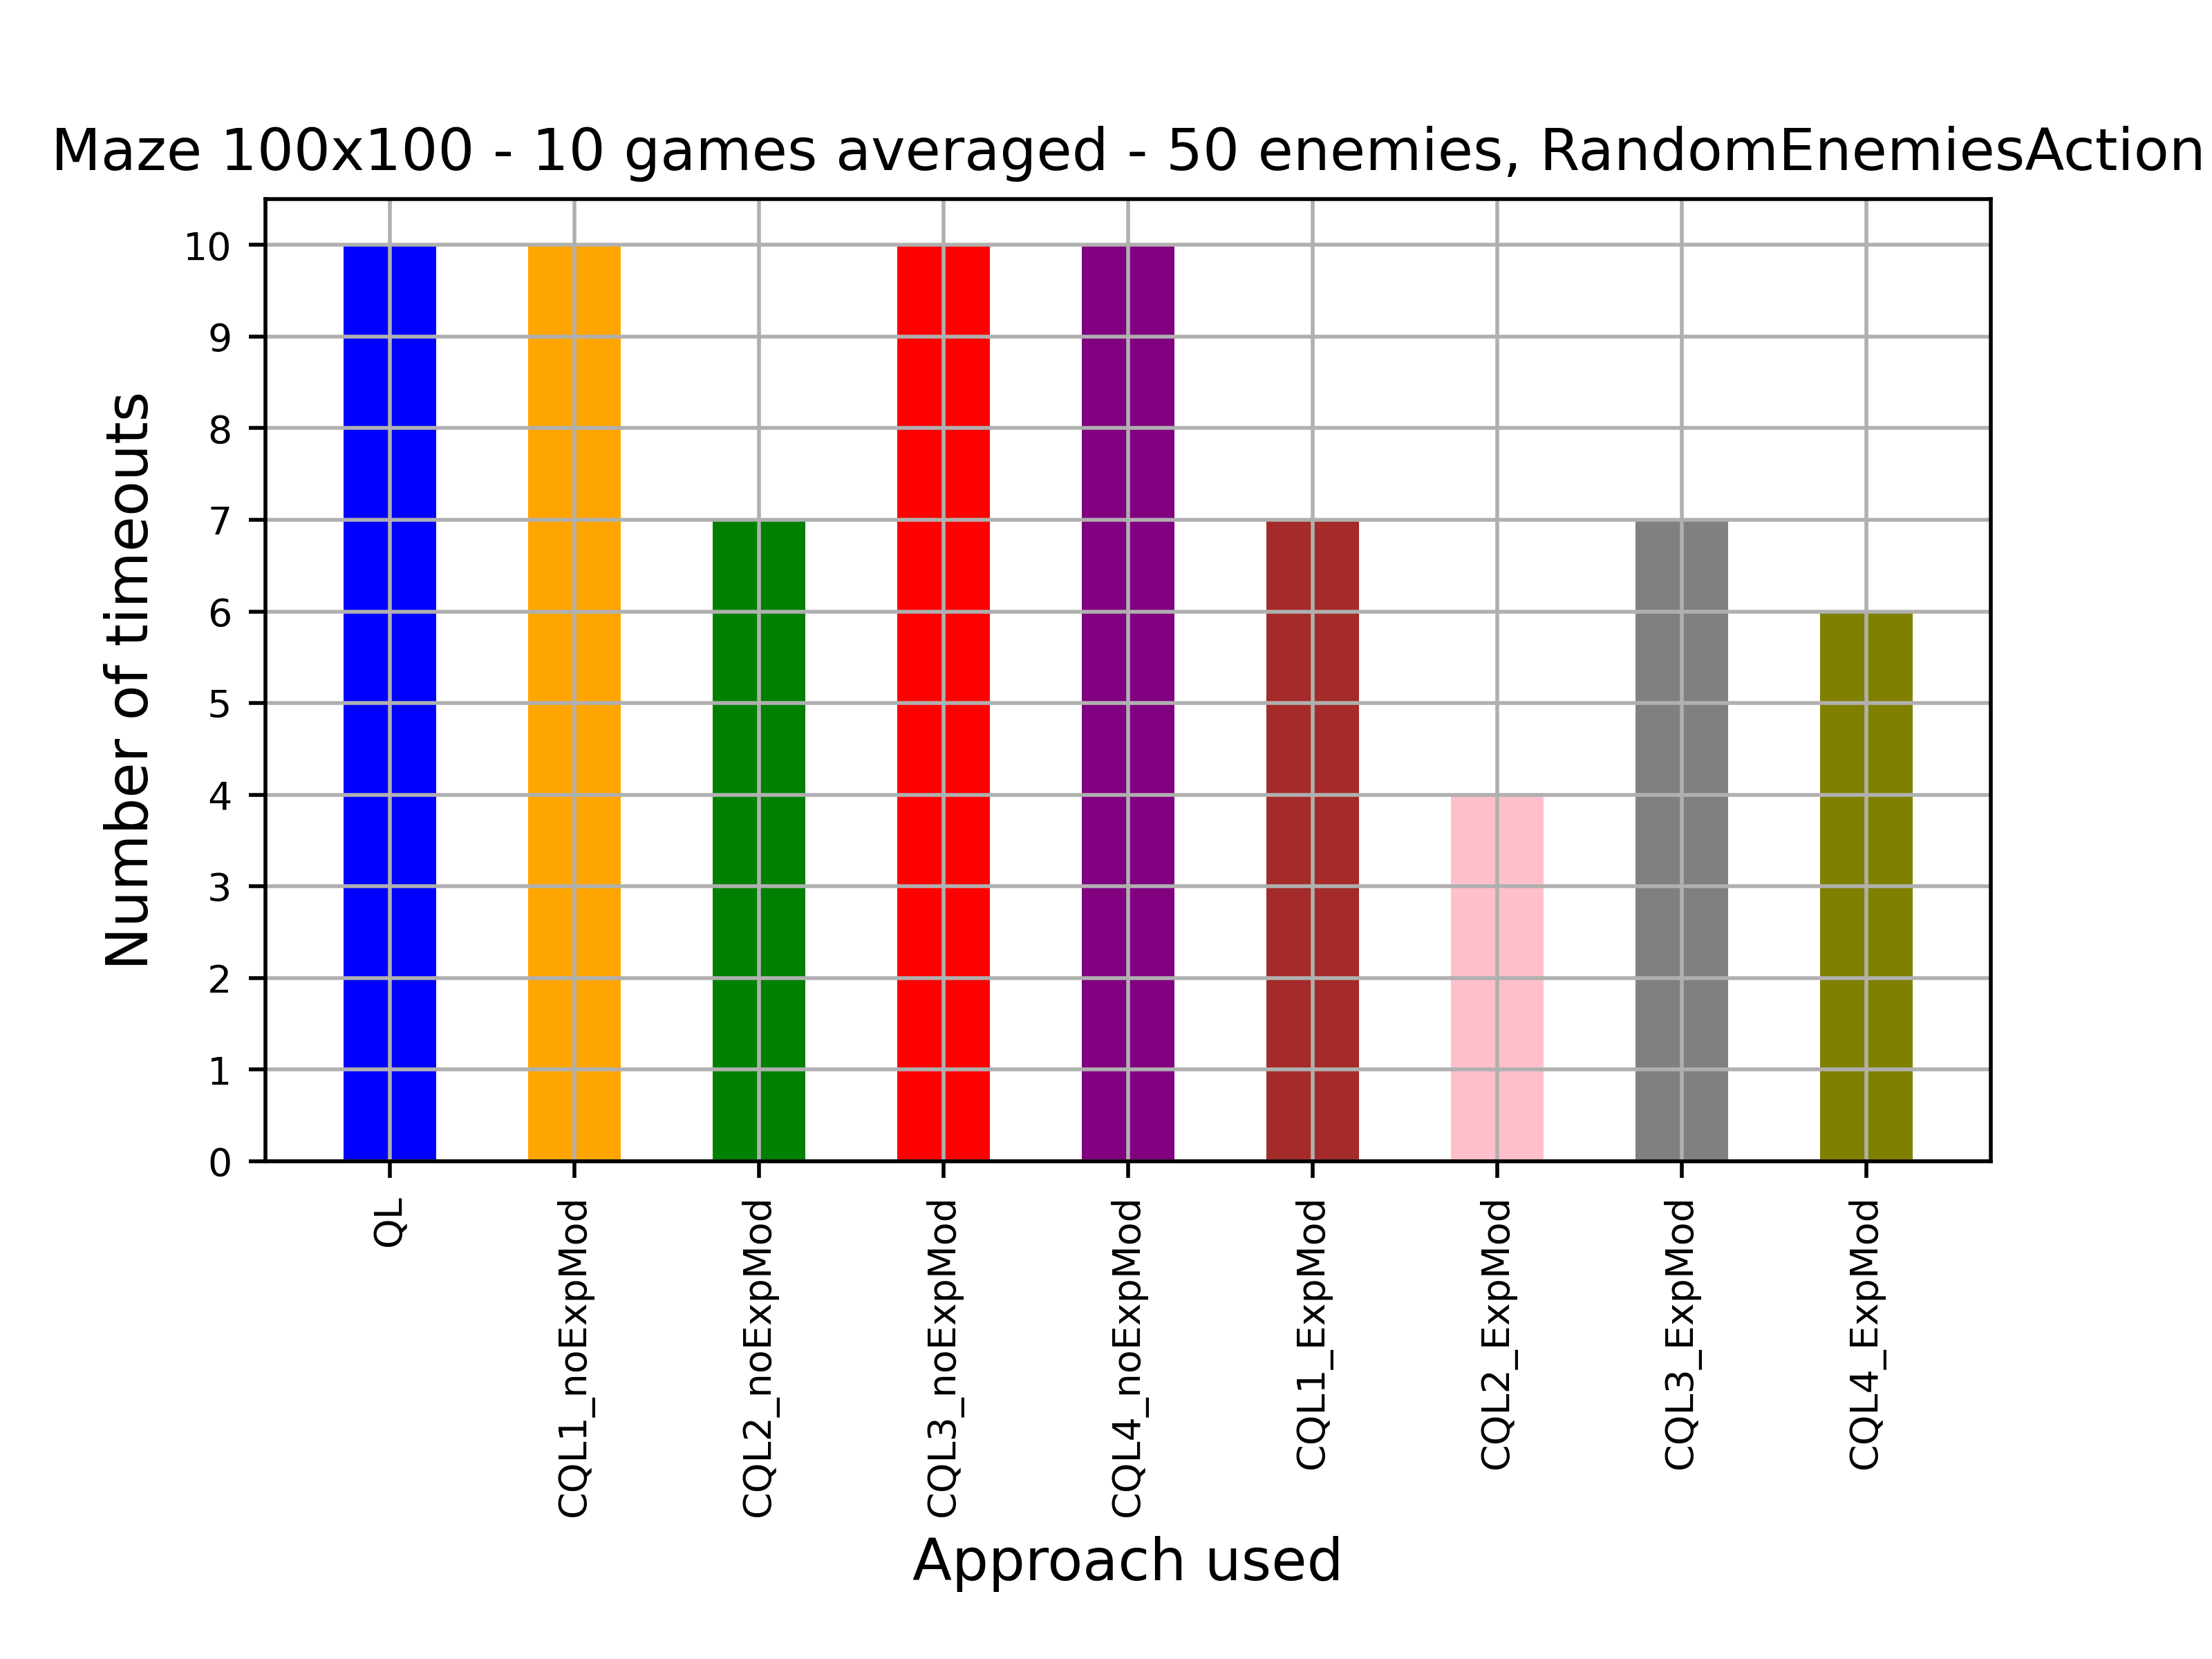 Maze 100x100 - 10 games averaged - 50 enemies, RandomEnemiesAction
Number of timeouts
10
9
8
7
6
5
4
3
2
1
0
QL
CQL1_noExpMod
CQL2_noExpMod
CQL3_noExpMod
CQL4_noExpMod
CQL1_ExpMod
CQL2_ExpMod
CQL3_ExpMod
CQL4_ExpMod
Approach used